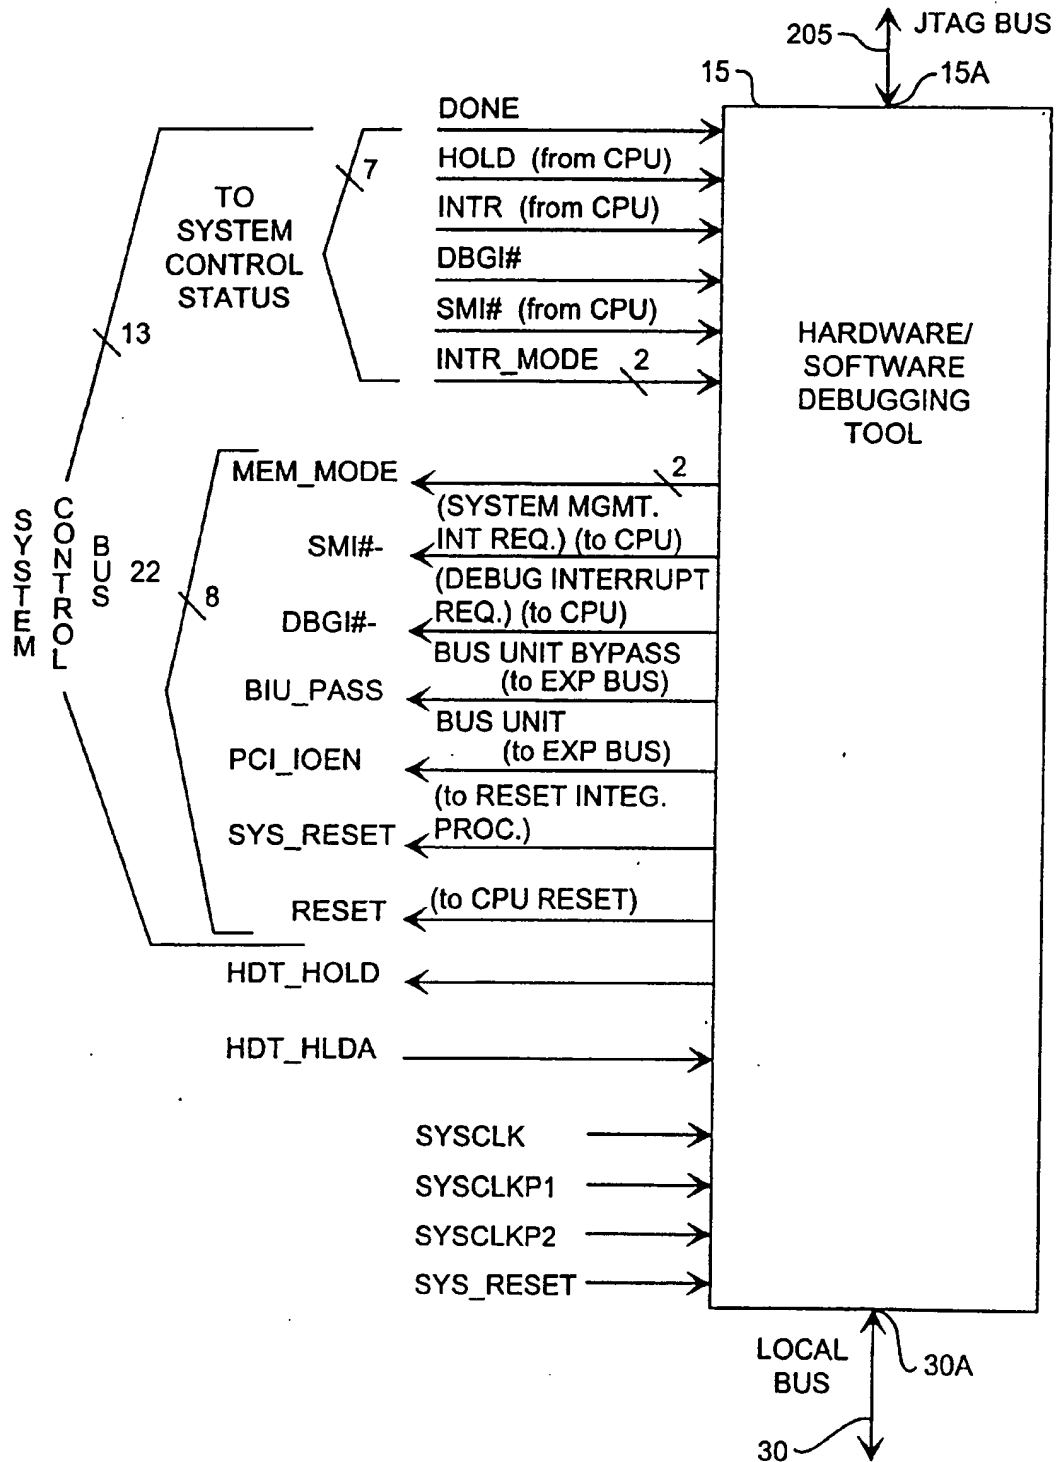 JTAG BUS
205
15
15A
DONE
HOLD (from CPU)
7
TO
SYSTEM
CONTROL
STATUS
INTR (from CPU)
DBGI#
SMI# (from CPU)
13
INTR_MODE
2
HARDWARE/
SOFTWARE
DEBUGGING
TOOL
MEM_MODE
2
(SYSTEM MGMT.
SMI#-
INT REQ.) (to CPU)
(DEBUG INTERRUPT
DBGI#-
REQ.) (to CPU)
SYSTEM
CONTROL
BUS
22
8
BUS UNIT BYPASS
(to EXP BUS)
BIU_PASS
BUS UNIT
(to EXP BUS)
PCI_IOEN
(to RESET INTEG.
SYS_RESET
PROC.)
RESET
(to CPU RESET)
HDT_HOLD
HDT_HLDA
SYSCLK
SYSCLKP1
SYSCLKP2
SYS_RESET
LOCAL
BUS
30A
30